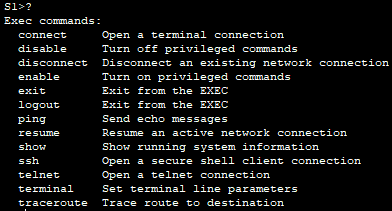 S1>?
Exec commands:
  connect     Open a terminal connection
  disable     Turn off privileged commands
  disconnect  Disconnect an existing network connection
  enable      Turn on privileged commands
  exit        Exit from the EXEC
  logout      Exit from the EXEC
  ping        Send echo messages
  resume      Resume an active network connection
  show        Show running system information
  ssh         Open a secure shell client connection
  telnet      Open a telnet connection
  terminal    Set terminal line parameters
  traceroute  Trace route to destination